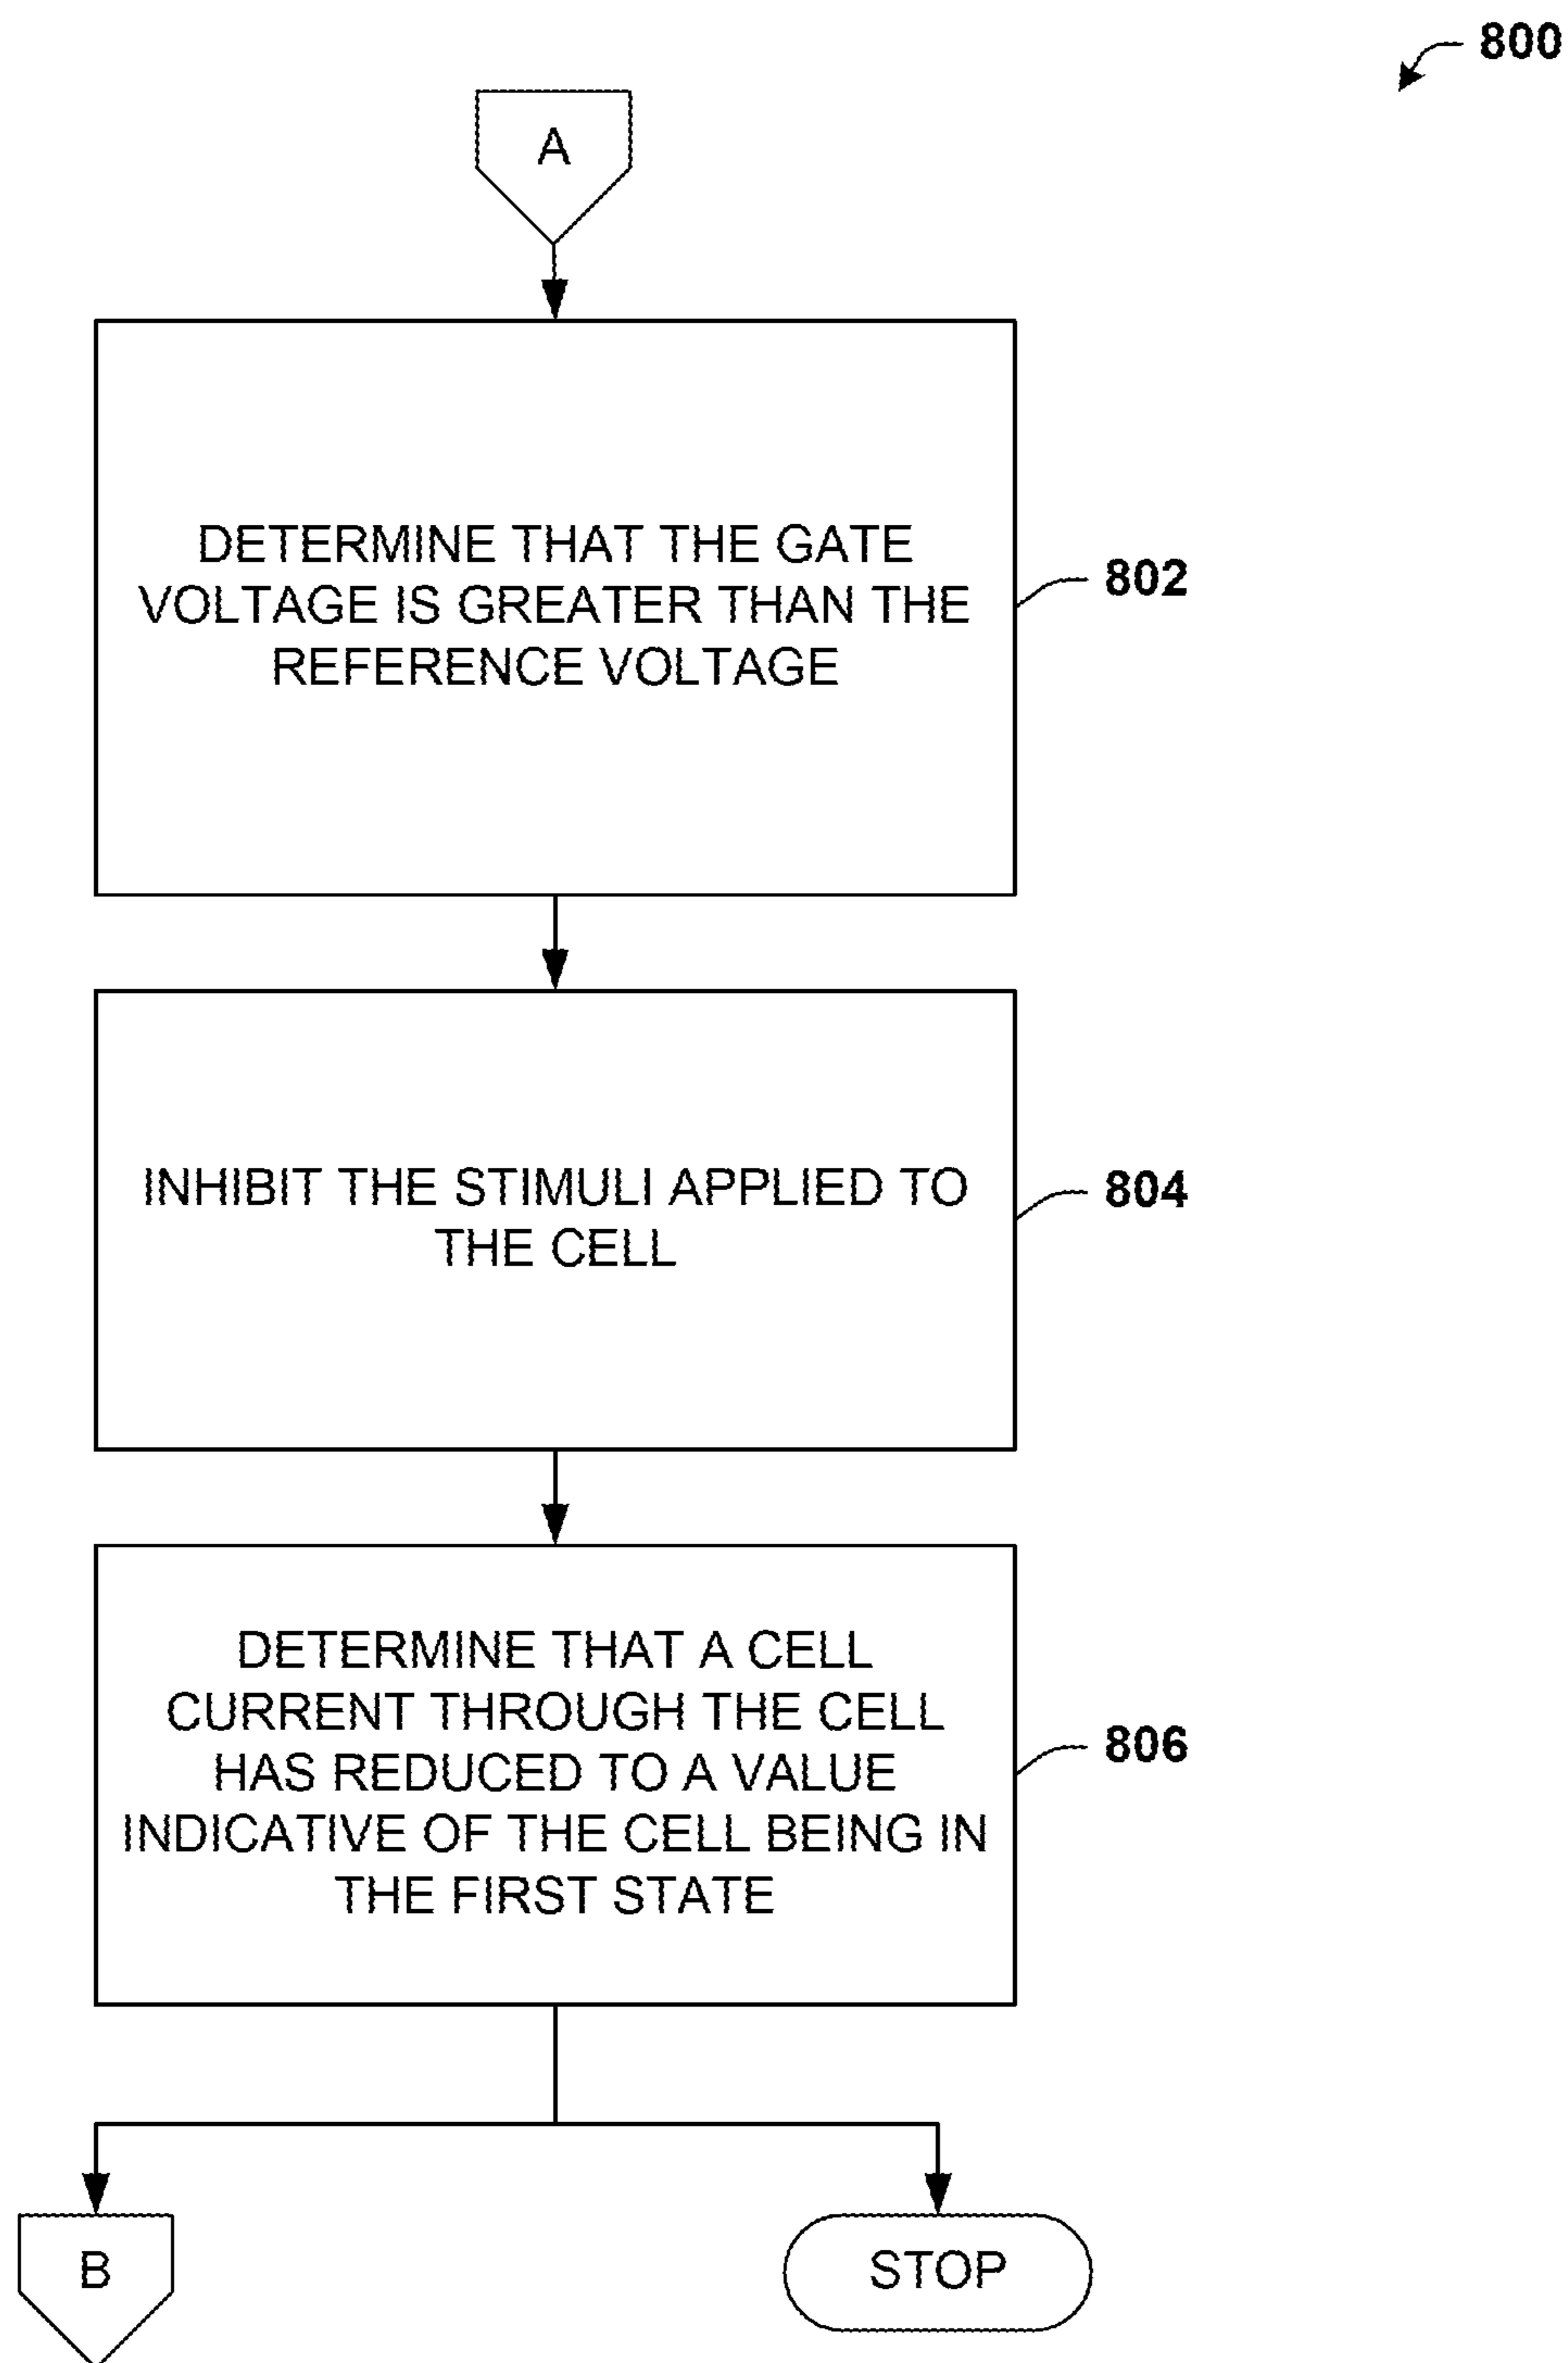 800
A
DETERMINE THAT THE GATE
VOLTAGE IS GREATER THAN THE
REFERENCE VOLTAGE
802
INHIBIT THE STIMULI APPLIED TO
THE CELL
804
DETERMINE THAT A CELL
CURRENT THROUGH THE CELL
HAS REDUCED TO A VALUE
INDICATIVE OF THE CELL BEING IN
THE FIRST STATE
806
B
STOP